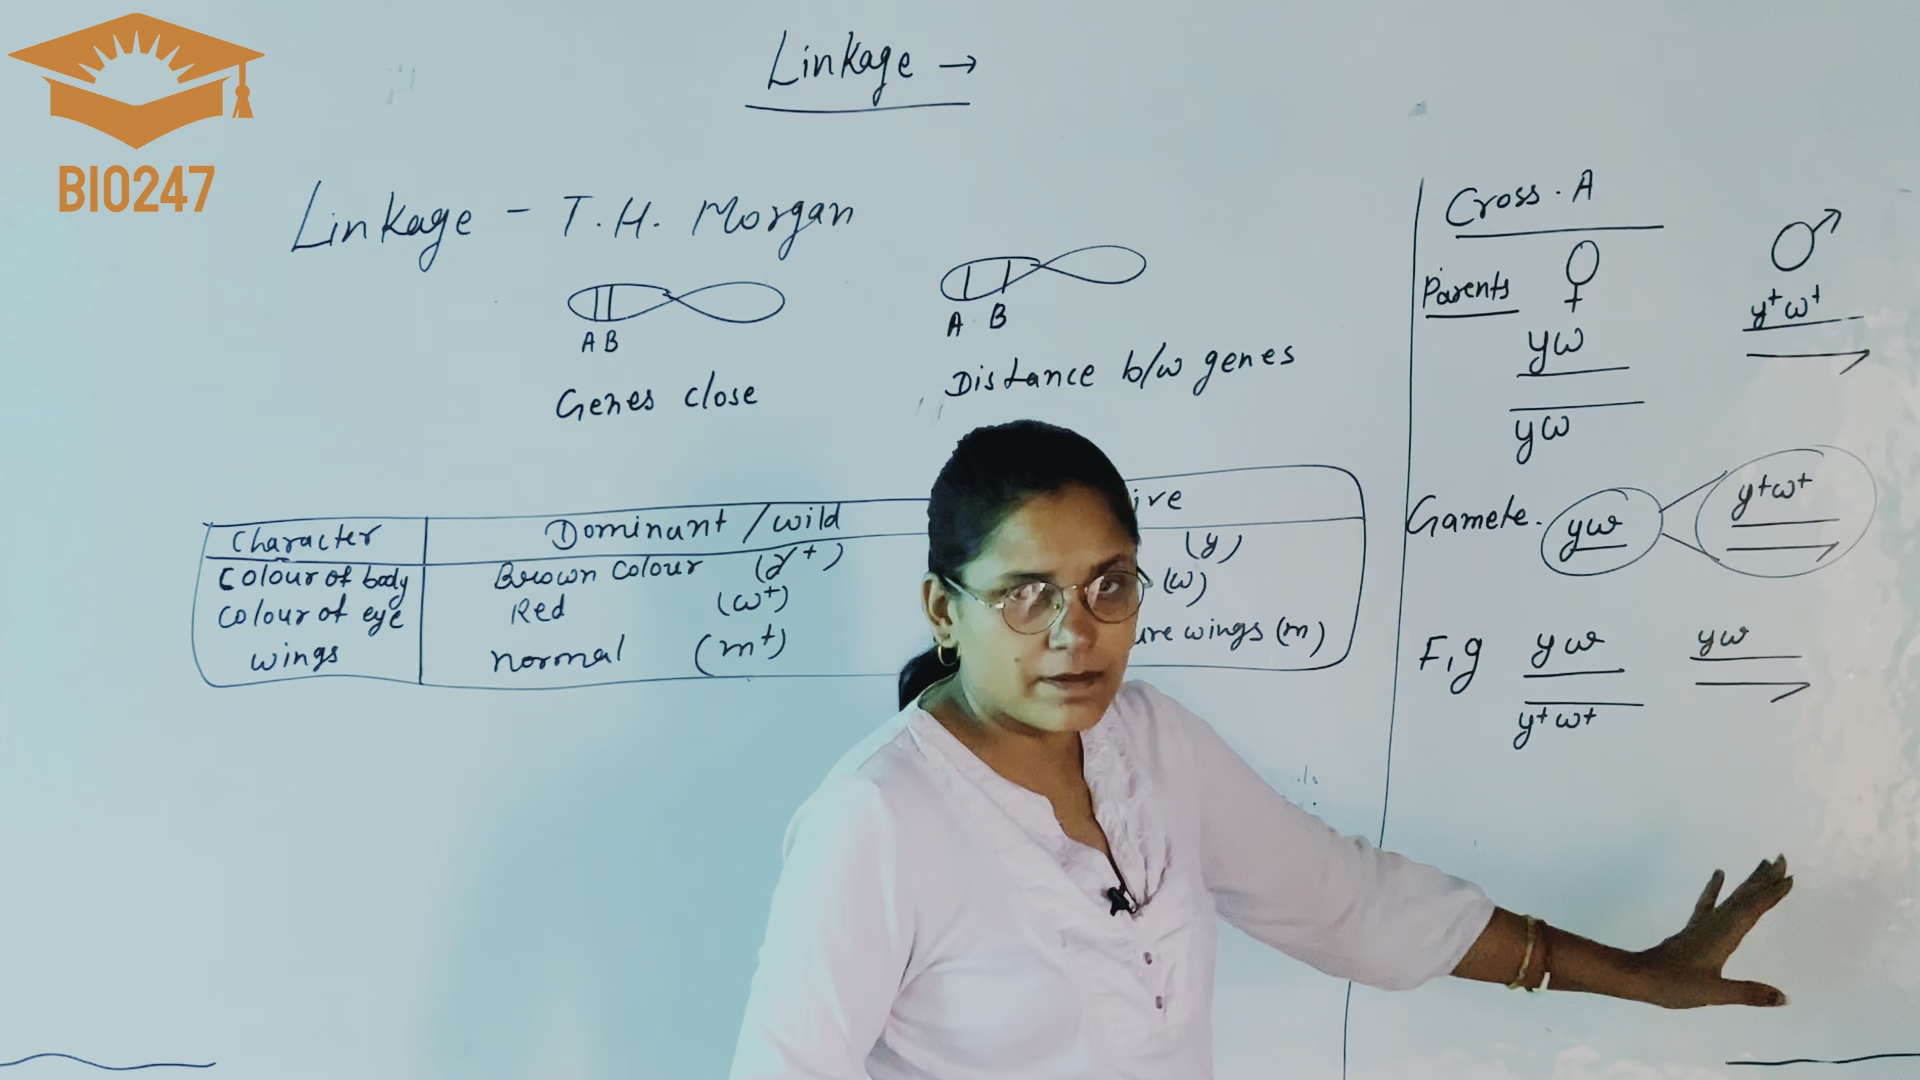 BIO247
Linkage →
Linkage - T.H. Morgan
A B
A B
Genes close
Distance b/w genes
Character Dominant / wild ive
Colour of body Brown Colour (y+) (y)
Colour of eye Red (w+) (w)
wings normal (m+) ure wings (m)
Cross. A
Parents ♀ ♂
yw y+w+
yw
Gamete. yw y+w+
F1g yw yw
y+w+